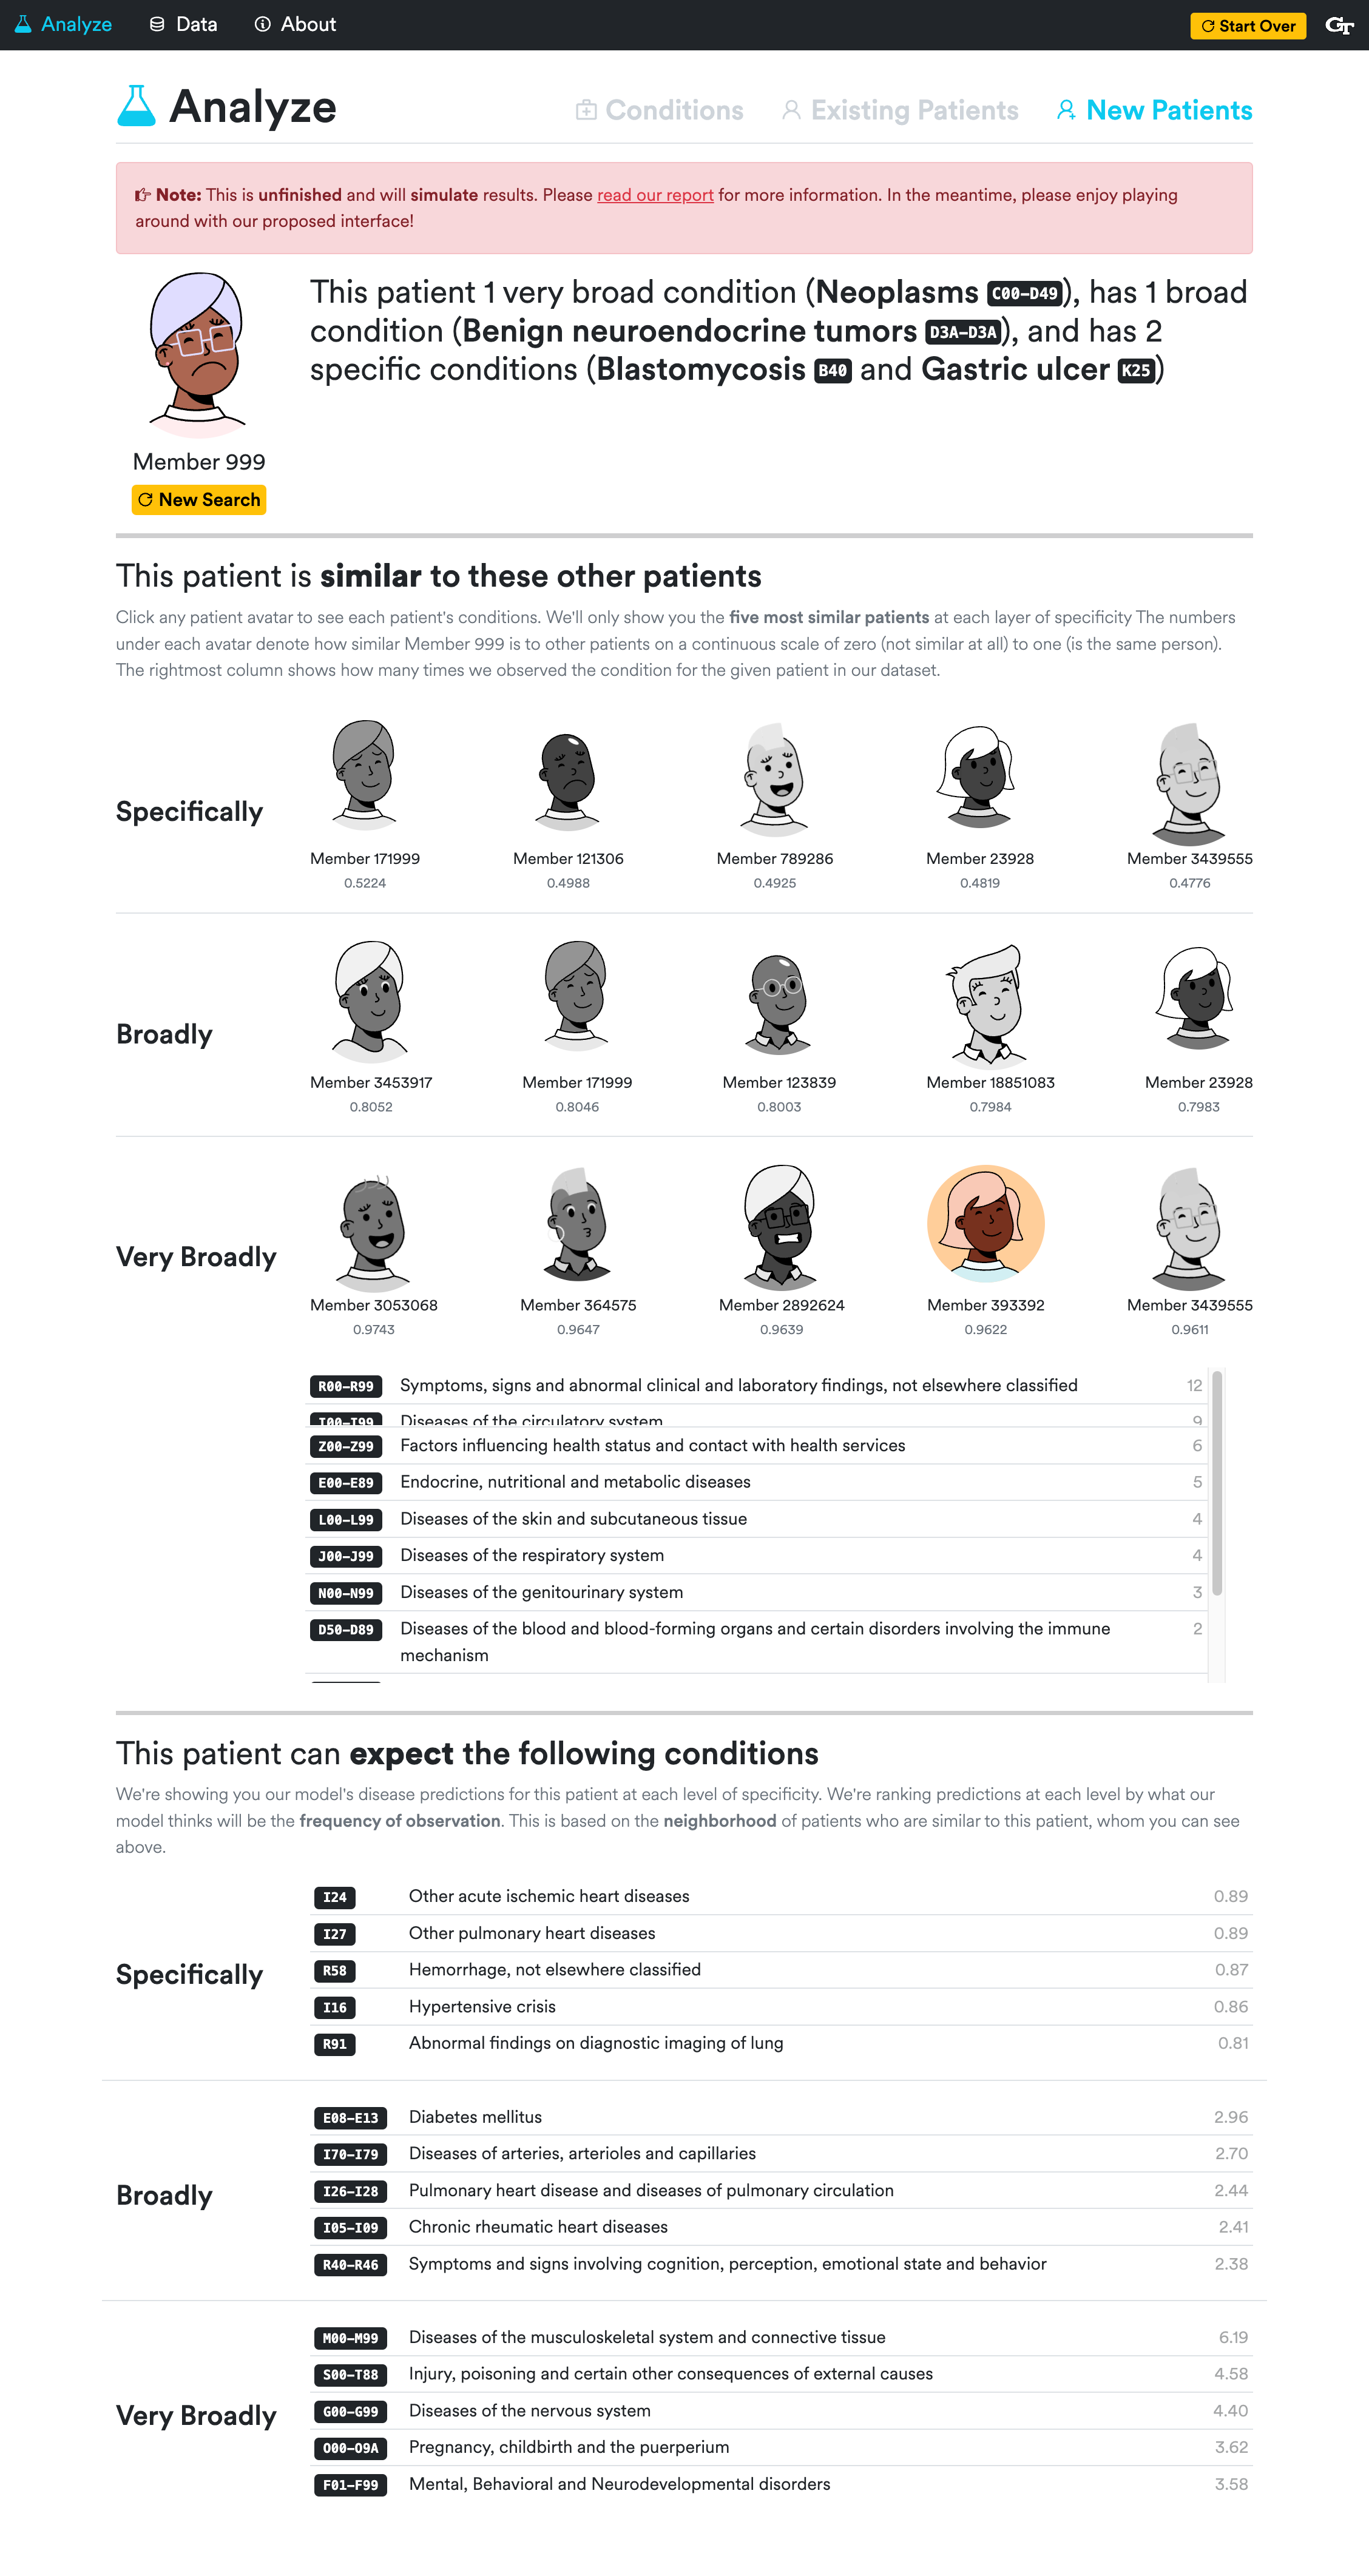 Analyze Data About Start Over GT
Analyze Conditions Existing Patients New Patients
Note: This is unfinished and will simulate results. Please read our report for more information. In the meantime, please enjoy playing
around with our proposed interface!
This patient 1 very broad condition (Neoplasms C00-D49), has 1 broad
condition (Benign neuroendocrine tumors D3A-D3A), and has 2
specific conditions (Blastomycosis B40 and Gastric ulcer K25)
Member 999
New Search
This patient is similar to these other patients
Click any patient avatar to see each patient's conditions. We'll only show you the five most similar patients at each layer of specificity The numbers
under each avatar denote how similar Member 999 is to other patients on a continuous scale of zero (not similar at all) to one (is the same person).
The rightmost column shows how many times we observed the condition for the given patient in our dataset.
Specifically
Member 171999 Member 121306 Member 789286 Member 23928 Member 3439555
0.5224 0.4988 0.4925 0.4819 0.4776
Broadly
Member 3453917 Member 171999 Member 123839 Member 18851083 Member 23928
0.8052 0.8046 0.8003 0.7984 0.7983
Very Broadly
Member 3053068 Member 364575 Member 2892624 Member 393392 Member 3439555
0.9743 0.9647 0.9639 0.9622 0.9611
R00-R99 Symptoms, signs and abnormal clinical and laboratory findings, not elsewhere classified 12
I00-I99 Diseases of the circulatory system 9
Z00-Z99 Factors influencing health status and contact with health services 6
E00-E89 Endocrine, nutritional and metabolic diseases 5
L00-L99 Diseases of the skin and subcutaneous tissue 4
J00-J99 Diseases of the respiratory system 4
N00-N99 Diseases of the genitourinary system 3
D50-D89 Diseases of the blood and blood-forming organs and certain disorders involving the immune 2
mechanism
This patient can expect the following conditions
We're showing you our model's disease predictions for this patient at each level of specificity. We're ranking predictions at each level by what our
model thinks will be the frequency of observation. This is based on the neighborhood of patients who are similar to this patient, whom you can see
above.
Specifically
I24 Other acute ischemic heart diseases 0.89
I27 Other pulmonary heart diseases 0.89
R58 Hemorrhage, not elsewhere classified 0.87
I16 Hypertensive crisis 0.86
R91 Abnormal findings on diagnostic imaging of lung 0.81
Broadly
E08-E13 Diabetes mellitus 2.96
I70-I79 Diseases of arteries, arterioles and capillaries 2.70
I26-I28 Pulmonary heart disease and diseases of pulmonary circulation 2.44
I05-I09 Chronic rheumatic heart diseases 2.41
R40-R46 Symptoms and signs involving cognition, perception, emotional state and behavior 2.38
Very Broadly
M00-M99 Diseases of the musculoskeletal system and connective tissue 6.19
S00-T88 Injury, poisoning and certain other consequences of external causes 4.58
G00-G99 Diseases of the nervous system 4.40
O00-O9A Pregnancy, childbirth and the puerperium 3.62
F01-F99 Mental, Behavioral and Neurodevelopmental disorders 3.58